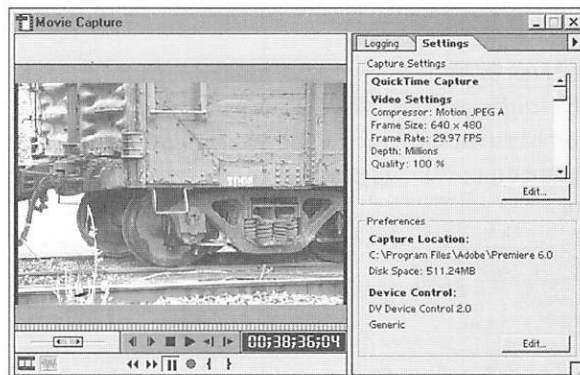 Movie Capture
Logging
Settings
Capture Settings
QuickTime Capture
Video Settings
Compressor: Motion JPEG A
Frame Size: 640 x 480
Frame Rate: 29.97 FPS
Depth: Millions
Quality: 100 %
Edit...
Preferences
Capture Location:
C:\Program Files\Adobe\Premiere 6.0
Disk Space: 511.24MB
Device Control:
DV Device Control 2.0
Generic
Edit...
00;38;36;04